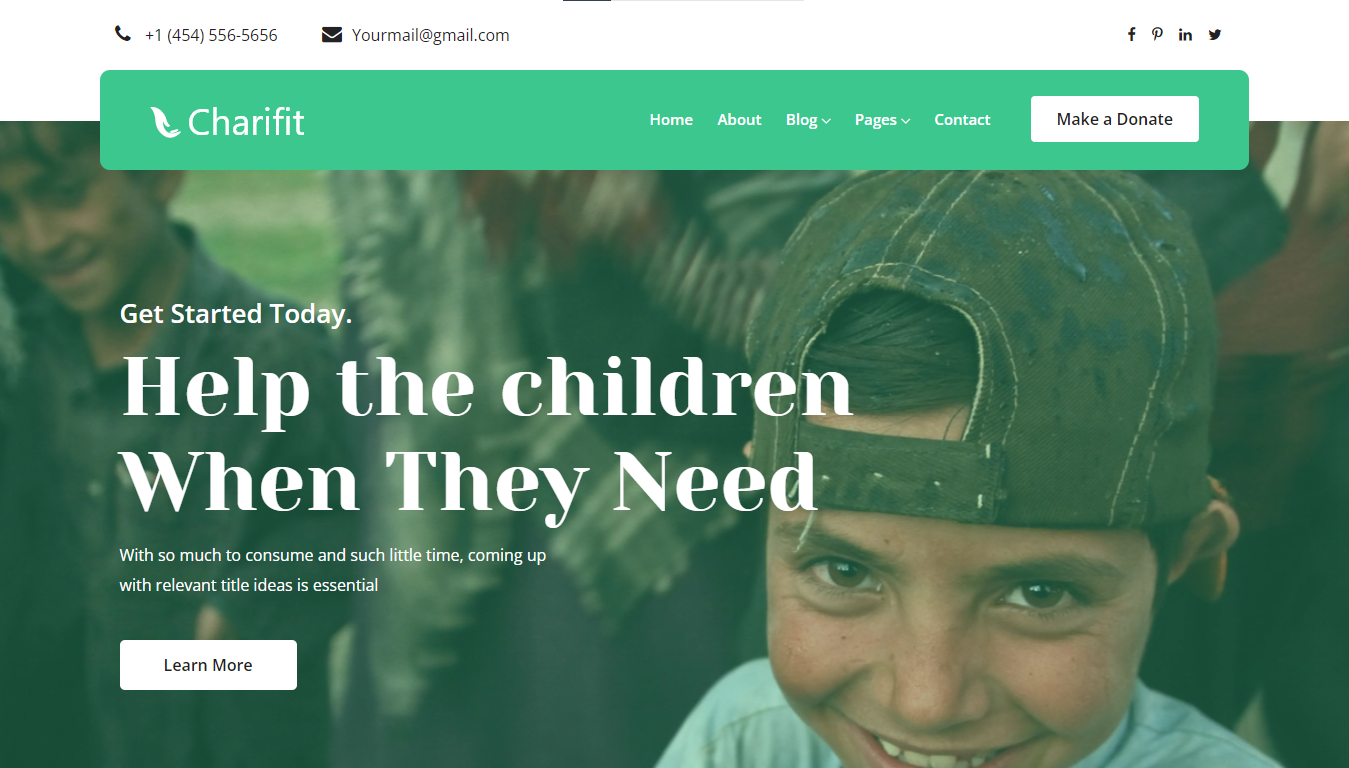 +1 (454) 556-5656
Yourmail@gmail.com
Charifit
Home
About
Blog
Pages
Contact
Make a Donate
Get Started Today.
Help the children
When They Need
With so much to consume and such little time, coming up
with relevant title ideas is essential
Learn More